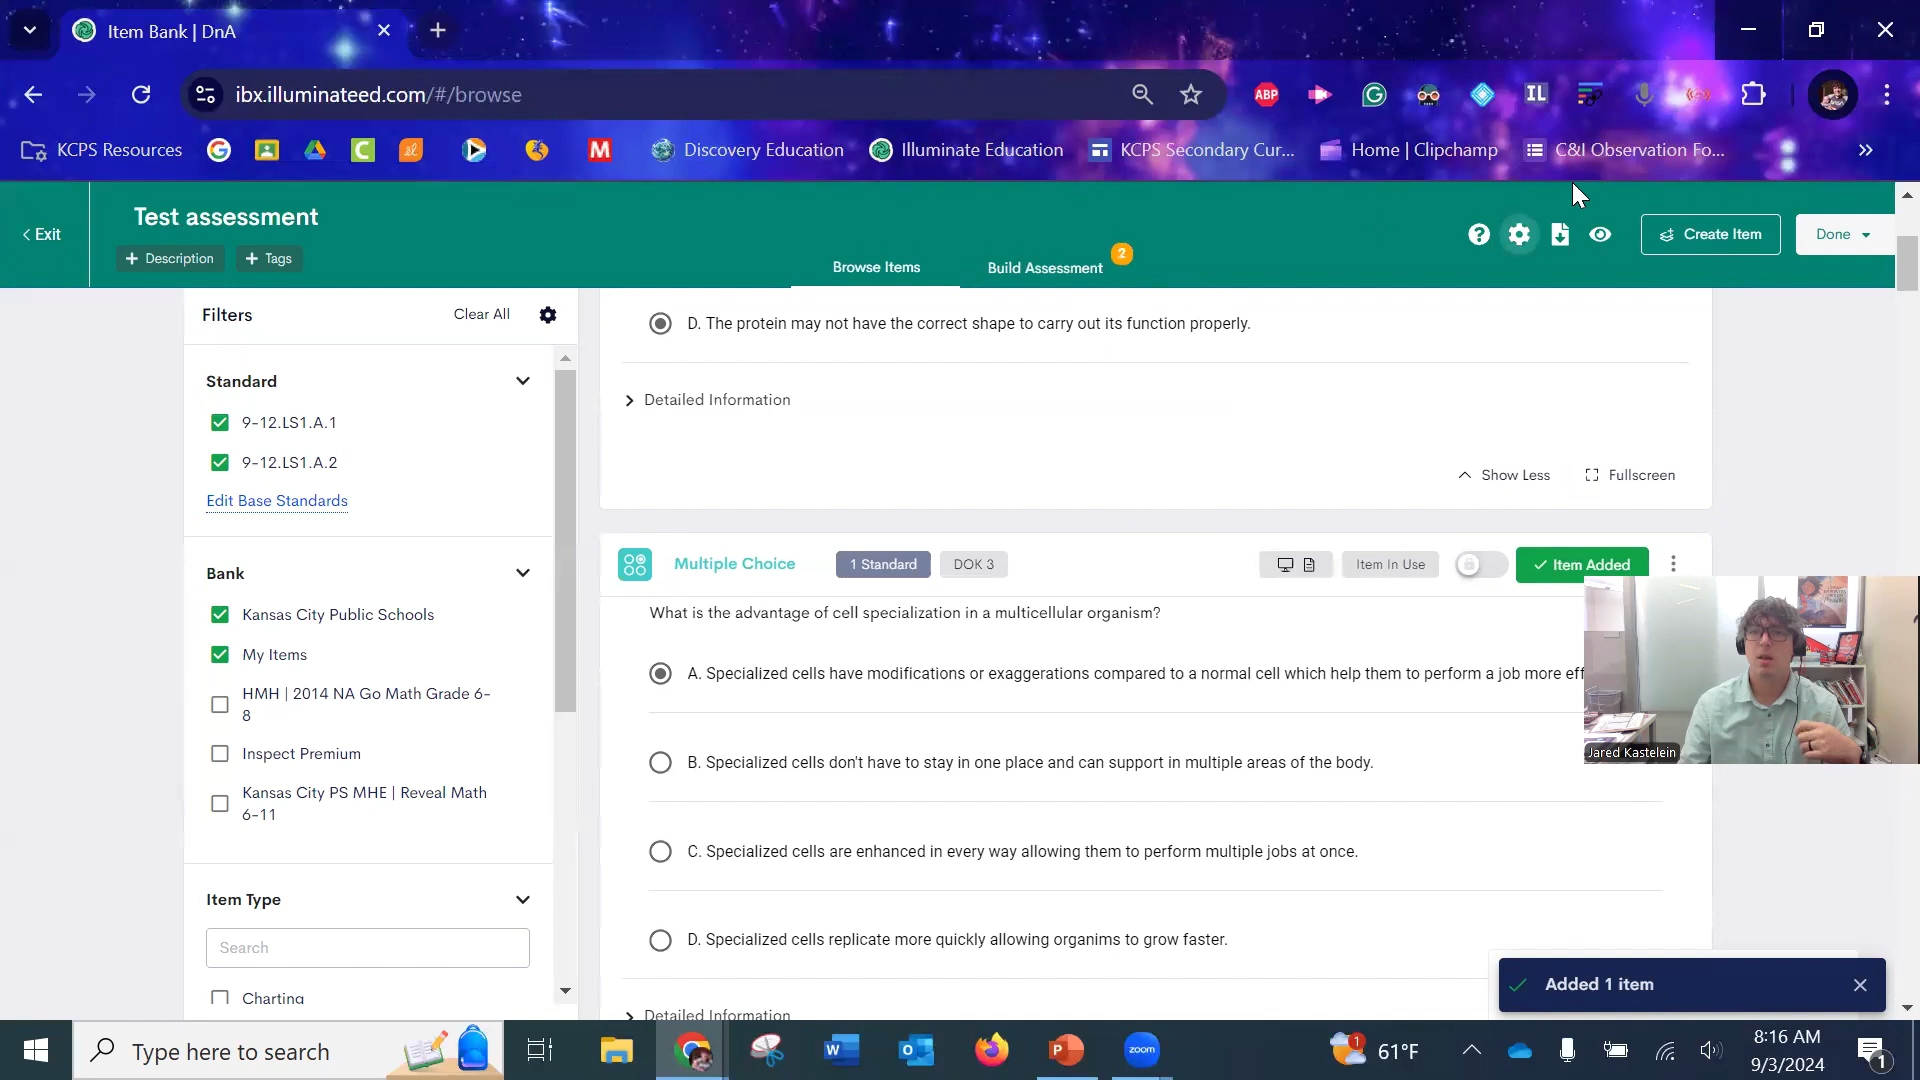 Item Bank | DnA
ibx.illuminateed.com/#/browse
ABP
IL
KCPS Resources
Discovery Education
Illuminate Education
KCPS Secondary Cur...
Home | Clipchamp
C&I Observation Fo...
Exit
Test assessment
Description
Tags
Browse Items
Build Assessment
2
Create Item
Done
Filters
Clear All
Standard
9-12.LS1.A.1
9-12.LS1.A.2
Edit Base Standards
Bank
Kansas City Public Schools
My Items
HMH | 2014 NA Go Math Grade 6-
8
Inspect Premium
Kansas City PS MHE | Reveal Math
6-11
Item Type
Search
Charting
D. The protein may not have the correct shape to carry out its function properly.
Detailed Information
Show Less
Fullscreen
Multiple Choice
1 Standard
DOK 3
Item In Use
Item Added
What is the advantage of cell specialization in a multicellular organism?
A. Specialized cells have modifications or exaggerations compared to a normal cell which help them to perform a job more eff
B. Specialized cells don't have to stay in one place and can support in multiple areas of the body.
C. Specialized cells are enhanced in every way allowing them to perform multiple jobs at once.
D. Specialized cells replicate more quickly allowing organims to grow faster.
Detailed Information
Jared Kastelein
Added 1 item
Type here to search
zoom
1
61°F
8:16 AM
9/3/2024
1